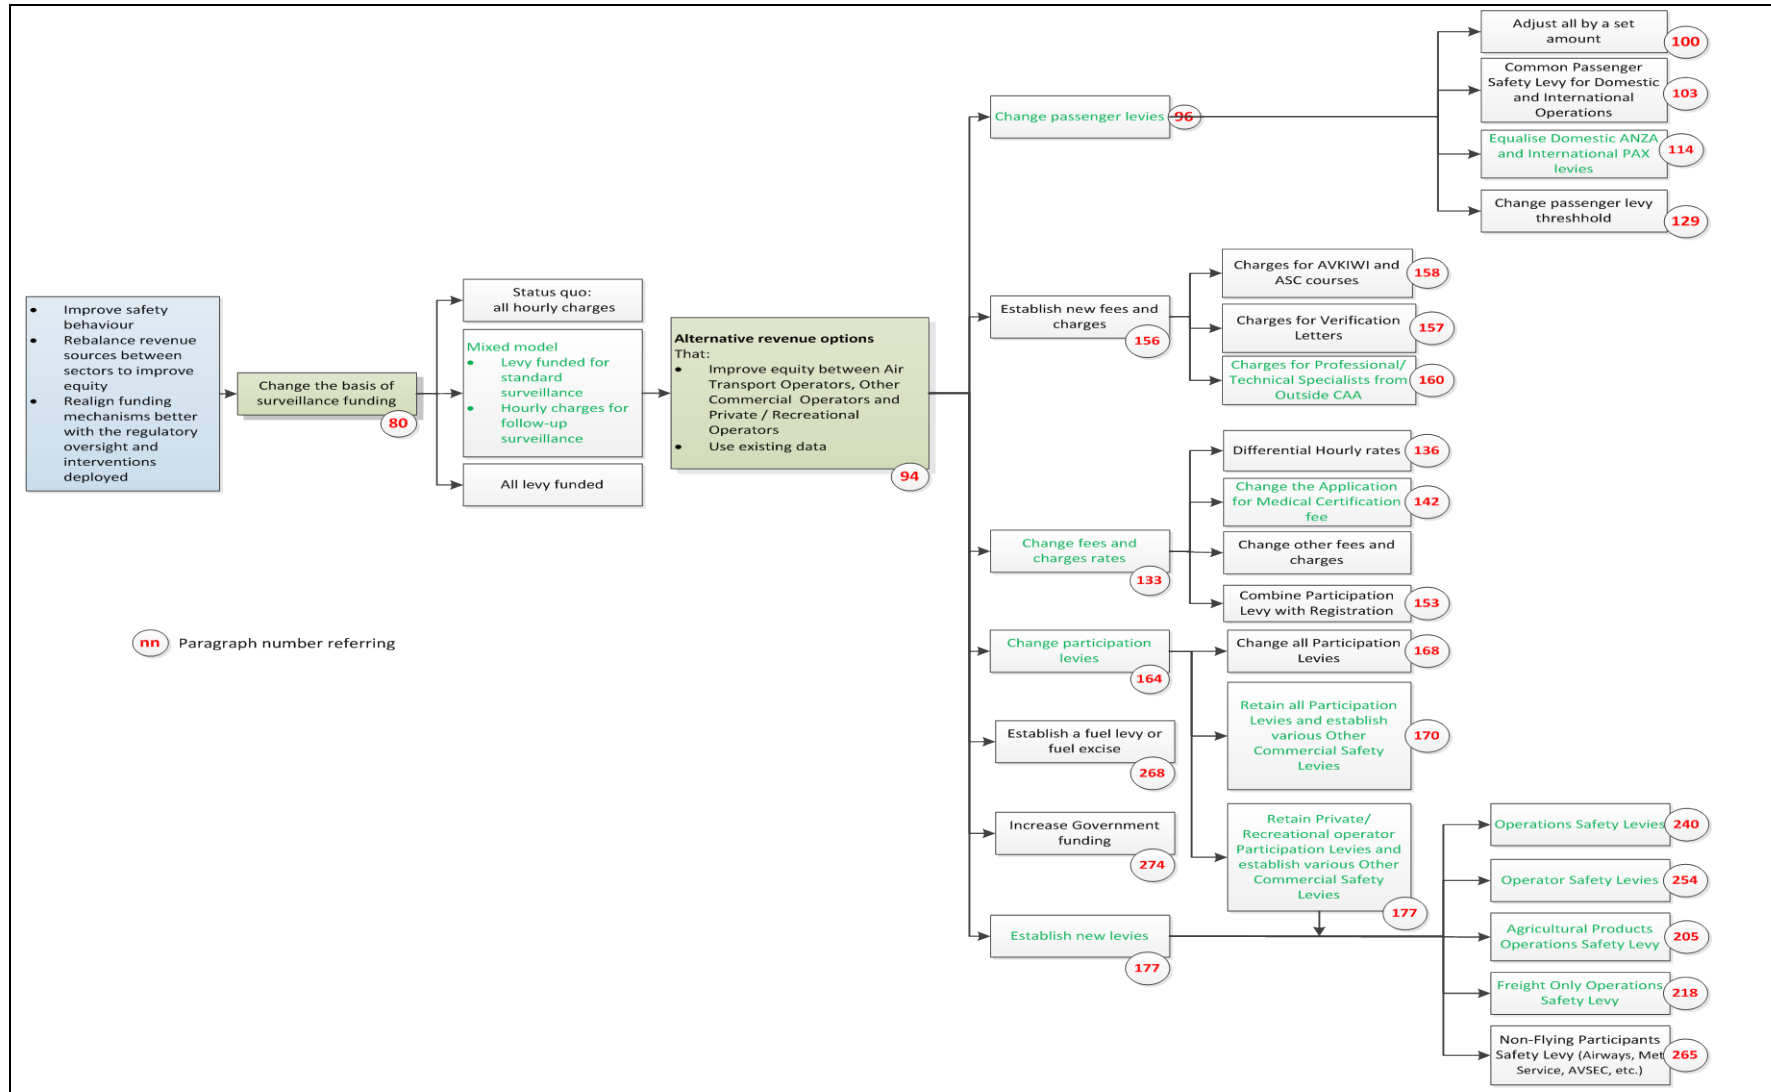 • Improve safety
behaviour
• Rebalance revenue
sources between
sectors to improve
equity
• Realign funding
mechanisms better
with the regulatory
oversight and
interventions
deployed
Change the basis of
surveillance funding
80
Status quo:
all hourly charges
Mixed model
• Levy funded for
standard
surveillance
• Hourly charges for
follow-up
surveillance
All levy funded
Alternative revenue options
That:
• Improve equity between Air
Transport Operators, Other
Commercial Operators and
Private / Recreational
Operators
• Use existing data
94
Change passenger levies
96
Adjust all by a set
amount
100
Common Passenger
Safety Levy for Domestic
and International
Operations
103
Equalise Domestic ANZA
and International PAX
levies
114
Change passenger levy
threshhold
129
Establish new fees and
charges
156
Charges for AVKIWI and
ASC courses
158
Charges for Verification
Letters
157
Charges for Professional/
Technical Specialists from
Outside CAA
160
Change fees and
charges rates
133
Differential Hourly rates
136
Change the Application
for Medical Certification
fee
142
Change other fees and
charges
Combine Participation
Levy with Registration
153
Change participation
levies
164
Change all Participation
Levies
168
Retain all Participation
Levies and establish
various Other
Commercial Safety
Levies
170
Retain Private/
Recreational operator
Participation Levies and
establish various Other
Commercial Safety
Levies
177
Establish a fuel levy or
fuel excise
268
Increase Government
funding
274
Establish new levies
177
Operations Safety Levies
240
Operator Safety Levies
254
Agricultural Products
Operations Safety Levy
205
Freight Only Operations
Safety Levy
218
Non-Flying Participants
Safety Levy (Airways, Met
Service, AVSEC, etc.)
265
nn Paragraph number referring